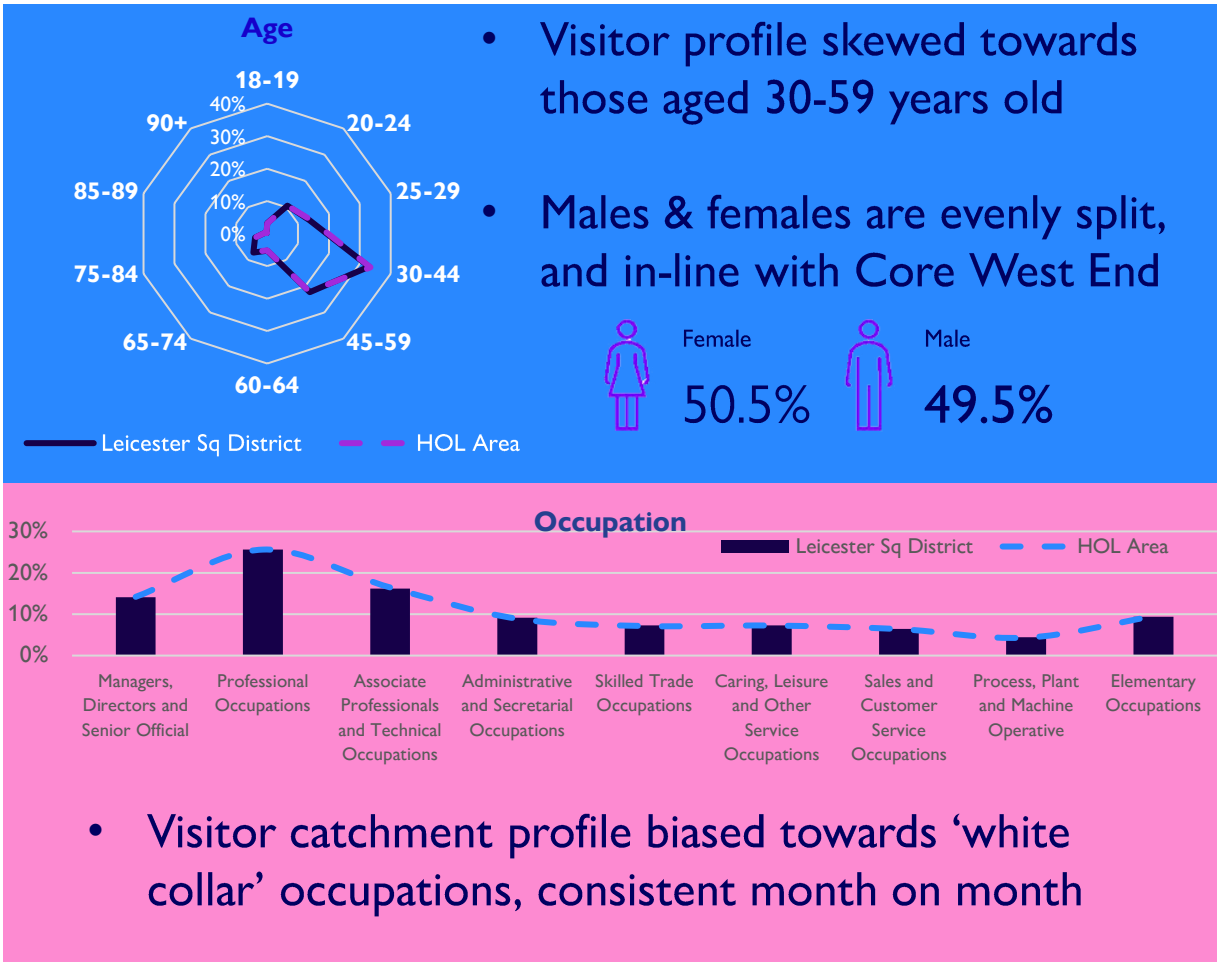 Age
18-19
20-24
25-29
30-44
45-59
60-64
65-74
75-84
85-89
90+
40%
30%
20%
10%
0%
Leicester Sq District
HOL Area
• Visitor profile skewed towards
those aged 30-59 years old
• Males & females are evenly split,
and in-line with Core West End
Female
50.5%
Male
49.5%
Occupation
Leicester Sq District
HOL Area
30%
20%
10%
0%
Managers,
Directors and
Senior Official
Professional
Occupations
Associate
Professionals
and Technical
Occupations
Administrative
and Secretarial
Occupations
Skilled Trade
Occupations
Caring, Leisure
and Other
Service
Occupations
Sales and
Customer
Service
Occupations
Process, Plant
and Machine
Operative
Elementary
Occupations
• Visitor catchment profile biased towards ‘white
collar’ occupations, consistent month on month